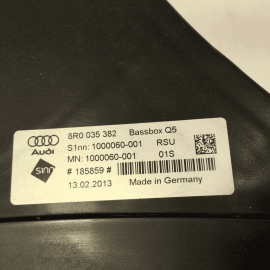 8R0 035 382 Bassbox Q5
Audi
S1nn: 1000060-001 RSU
MN: 1000060-001 01S
s1nn
# 185859 #
13.02.2013 Made in Germany